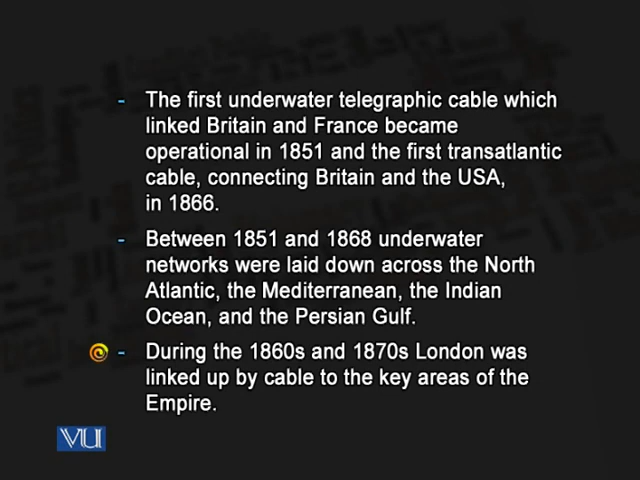 - The first underwater telegraphic cable which
linked Britain and France became
operational in 1851 and the first transatlantic
cable, connecting Britain and the USA,
in 1866.
- Between 1851 and 1868 underwater
networks were laid down across the North
Atlantic, the Mediterranean, the Indian
Ocean, and the Persian Gulf.
- During the 1860s and 1870s London was
linked up by cable to the key areas of the
Empire.
VU